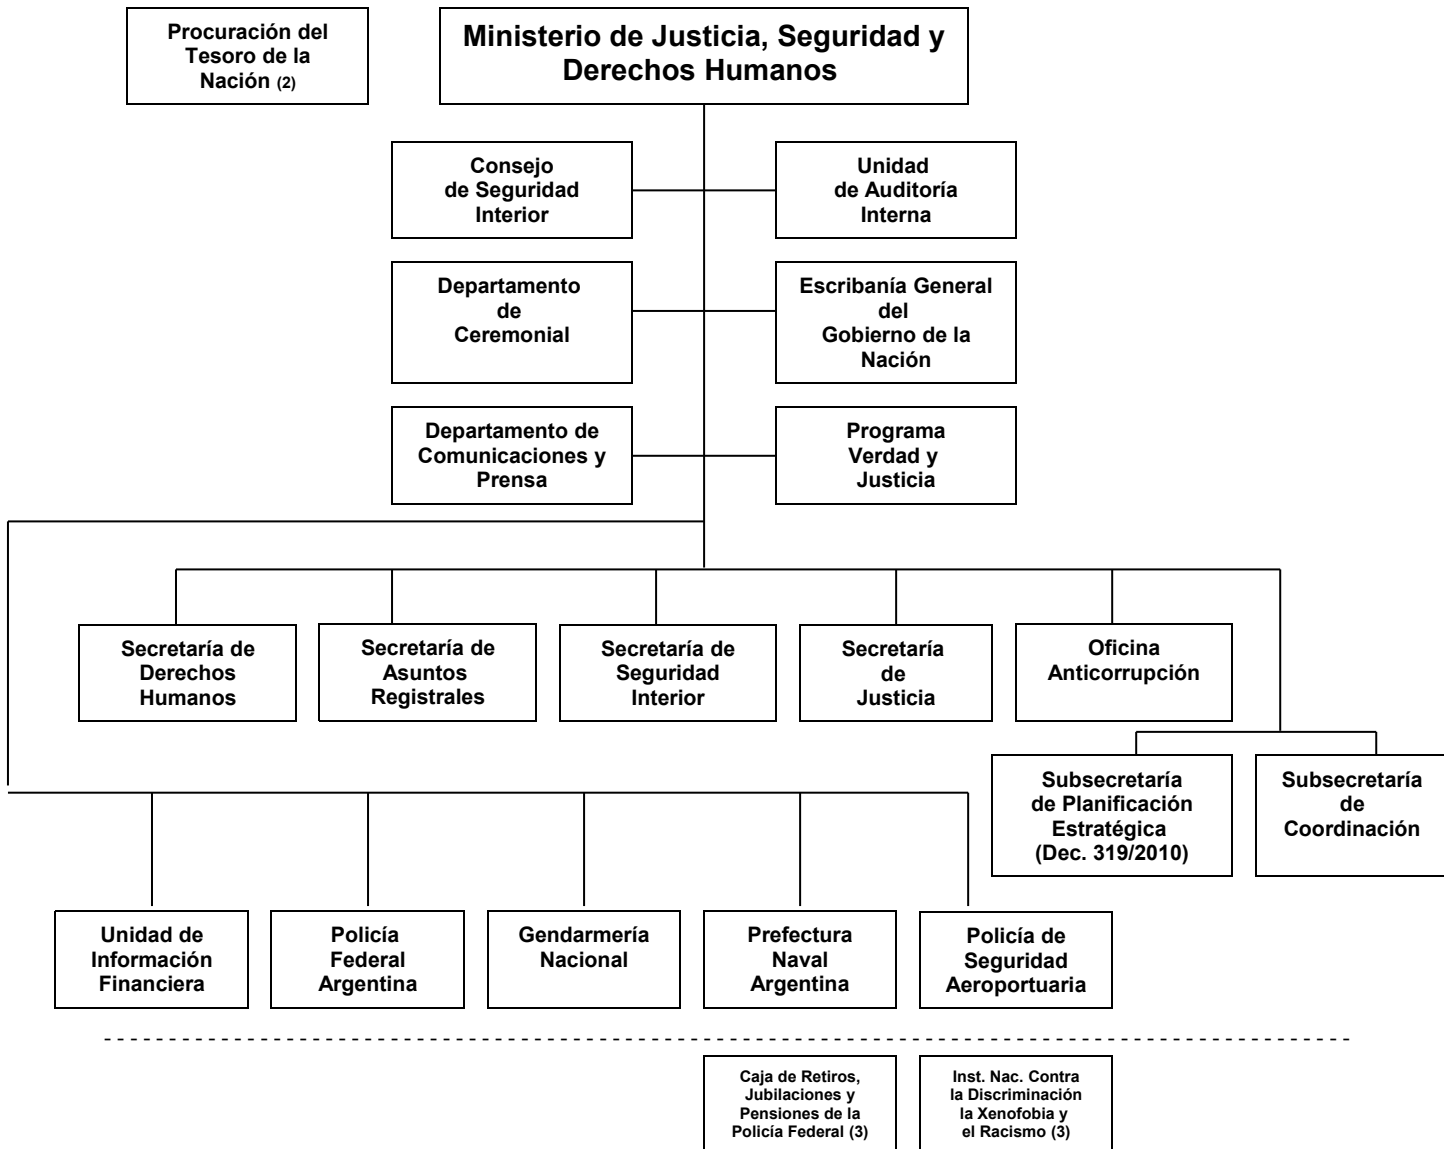 Procuración del
Tesoro de la
Nación (2)
Ministerio de Justicia, Seguridad y
Derechos Humanos
Consejo
de Seguridad
Interior
Unidad
de Auditoría
Interna
Departamento
de
Ceremonial
Escribanía General
del
Gobierno de la
Nación
Departamento de
Comunicaciones y
Prensa
Programa
Verdad y
Justicia
Secretaría de
Derechos
Humanos
Secretaría de
Asuntos
Registrales
Secretaría de
Seguridad
Interior
Secretaría
de
Justicia
Oficina
Anticorrupción
Subsecretaría
de Planificación
Estratégica
(Dec. 319/2010)
Subsecretaría
de
Coordinación
Unidad de
Información
Financiera
Policía
Federal
Argentina
Gendarmería
Nacional
Prefectura
Naval
Argentina
Policía de
Seguridad
Aeroportuaria
Caja de Retiros,
Jubilaciones y
Pensiones de la
Policía Federal (3)
Inst. Nac. Contra
la Discriminación
la Xenofobia y
el Racismo (3)